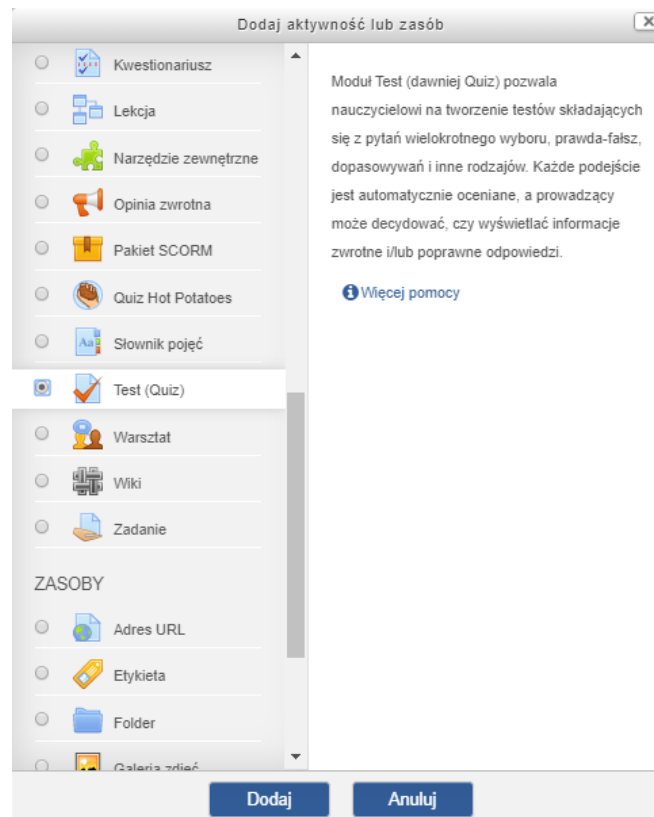 Dodaj aktywność lub zasób
Kwestionariusz
Lekcja
Narzędzie zewnętrzne
Opinia zwrotna
Pakiet SCORM
Quiz Hot Potatoes
Słownik pojęć
Test (Quiz)
Warsztat
Wiki
Zadanie
ZASOBY
Adres URL
Etykieta
Folder
Galeria zdjęć
Moduł Test (dawniej Quiz) pozwala
nauczycielowi na tworzenie testów składających
się z pytań wielokrotnego wyboru, prawda-fałsz,
dopasowywań i inne rodzajów. Każde podejście
jest automatycznie oceniane, a prowadzący
może decydować, czy wyświetlać informacje
zwrotne i/lub poprawne odpowiedzi.
Więcej pomocy
Dodaj
Anuluj